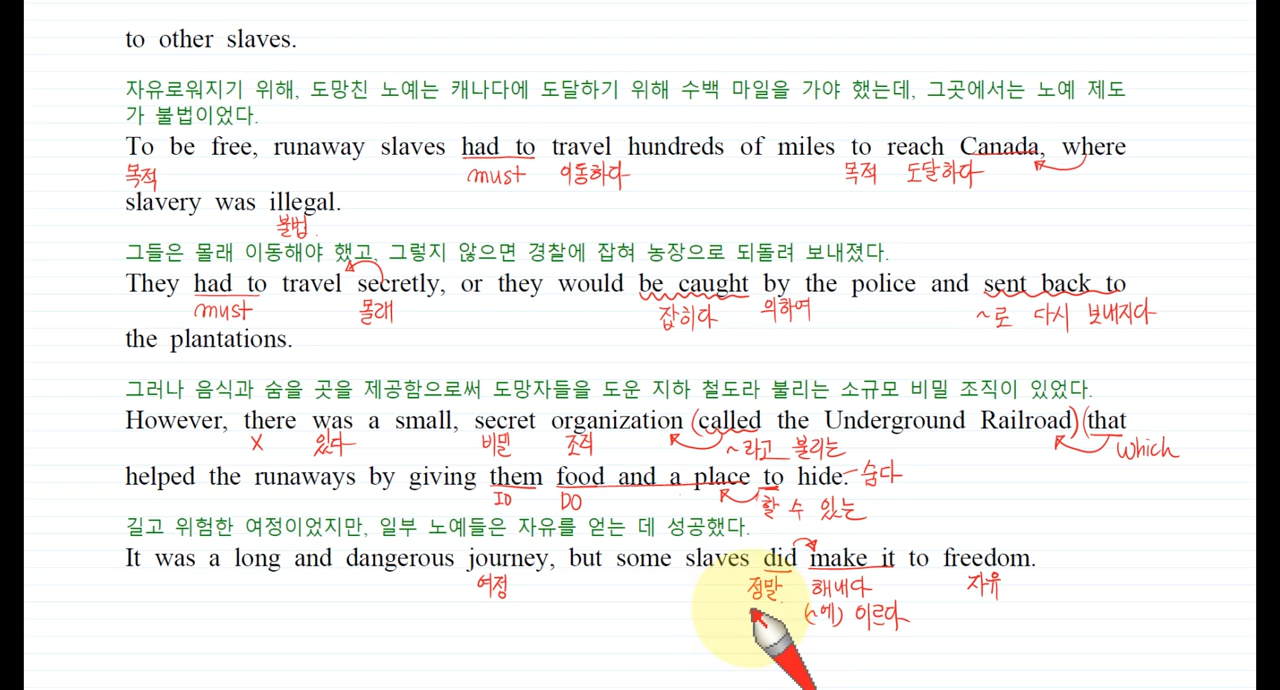 to other slaves.
자유로워지기 위해, 도망친 노예는 캐나다에 도달하기 위해 수백 마일을 가야 했는데, 그곳에서는 노예 제도
가 불법이었다.
To be free, runaway slaves had to travel hundreds of miles to reach Canada, where
목적 must 이동하다 목적 도달하다
slavery was illegal.
불법
그들은 몰래 이동해야 했고, 그렇지 않으면 경찰에 잡혀 농장으로 되돌려 보내졌다.
They had to travel secretly, or they would be caught by the police and sent back to
must 몰래 잡히다 의하여 ~로 다시 보내지다
the plantations.
그러나 음식과 숨을 곳을 제공함으로써 도망자들을 도운 지하 철도라 불리는 소규모 비밀 조직이 있었다.
However, there was a small, secret organization (called the Underground Railroad) (that
X 있다 비밀 조직 ~라고 불리는 which
helped the runaways by giving them food and a place to hide. 숨다
IO DO 할 수 있는
길고 위험한 여정이었지만, 일부 노예들은 자유를 얻는 데 성공했다.
It was a long and dangerous journey, but some slaves did make it to freedom.
여정 정말 해내다 자유
(~에) 이르다